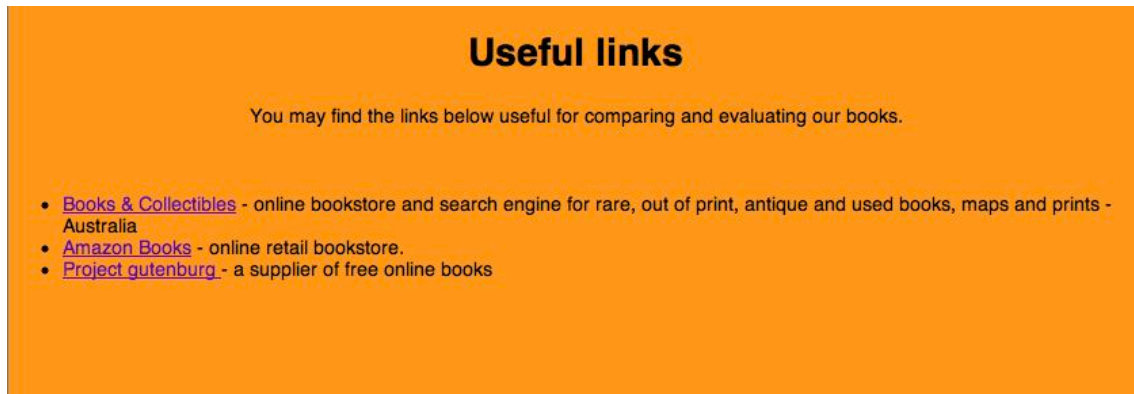 Useful links
You may find the links below useful for comparing and evaluating our books.
• Books & Collectibles - online bookstore and search engine for rare, out of print, antique and used books, maps and prints -
Australia
• Amazon Books - online retail bookstore.
• Project gutenburg - a supplier of free online books